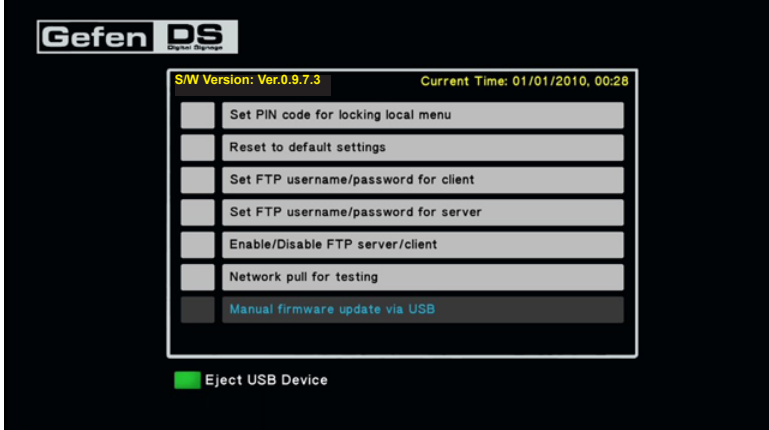 Gefen DS
Digital Signage
S/W Version: Ver.0.9.7.3 Current Time: 01/01/2010, 00:28
Set PIN code for locking local menu
Reset to default settings
Set FTP username/password for client
Set FTP username/password for server
Enable/Disable FTP server/client
Network pull for testing
Manual firmware update via USB
Eject USB Device